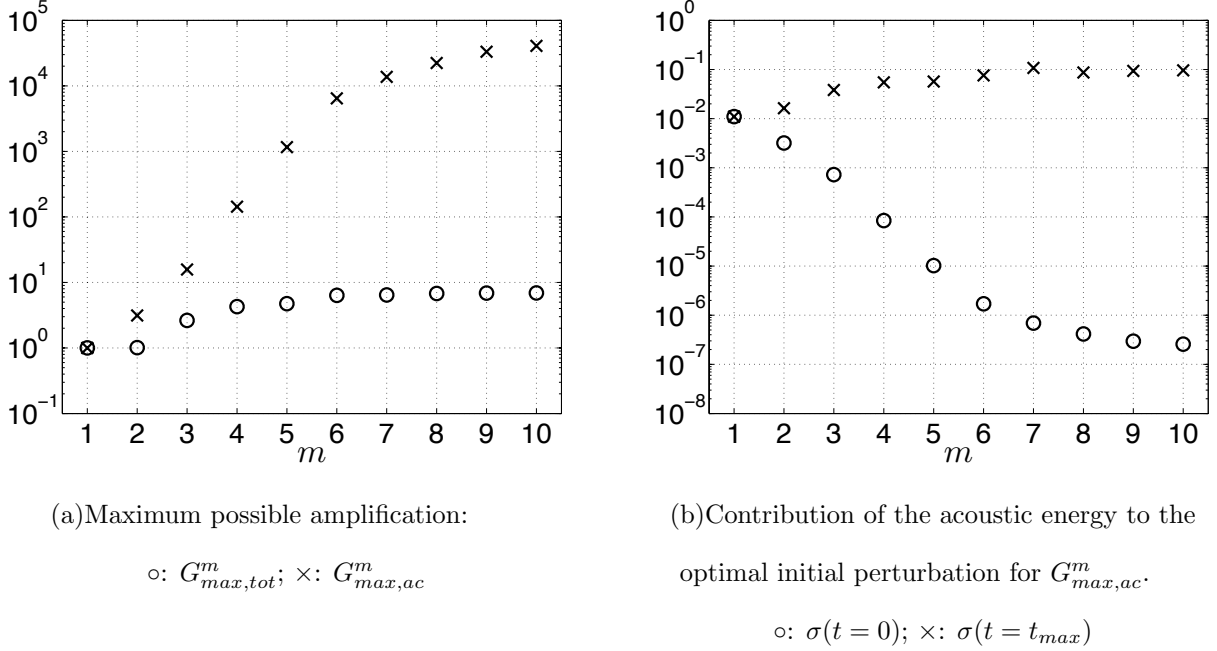 10^5
10^4
10^3
10^2
10^1
10^0
10^-1
1 2 3 4 5 6 7 8 9 10
m
(a)Maximum possible amplification:
○: G^m_{max,tot}; ×: G^m_{max,ac}
10^0
10^-1
10^-2
10^-3
10^-4
10^-5
10^-6
10^-7
10^-8
1 2 3 4 5 6 7 8 9 10
m
(b)Contribution of the acoustic energy to the
optimal initial perturbation for G^m_{max,ac}.
○: σ(t = 0); ×: σ(t = t_{max})